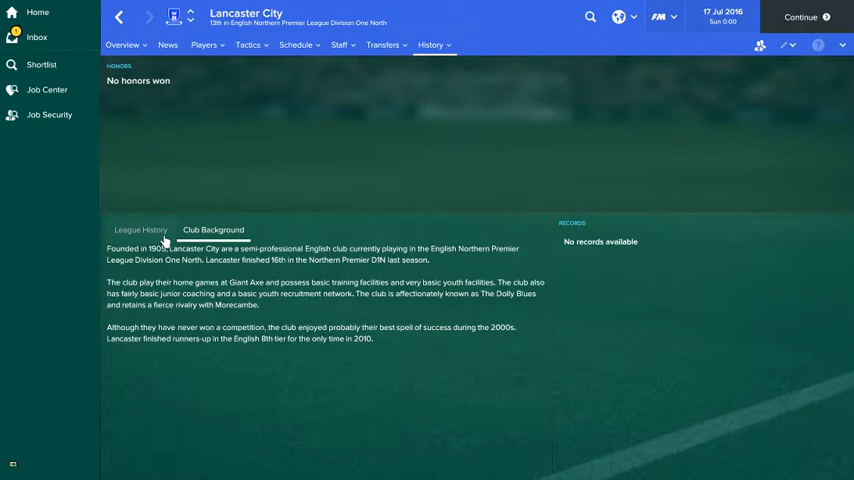 Home
Inbox
Shortlist
Job Center
Job Security
Lancaster City
13th in English Northern Premier League Division One North
FM
17 Jul 2016
Sun 0:00
Continue
Overview
News
Players
Tactics
Schedule
Staff
Transfers
History
HONORS
No honors won
League History
Club Background
Founded in 1905, Lancaster City are a semi-professional English club currently playing in the English Northern Premier
League Division One North. Lancaster finished 16th in the Northern Premier D1N last season.
The club play their home games at Giant Axe and possess basic training facilities and very basic youth facilities. The club also
has fairly basic junior coaching and a basic youth recruitment network. The club is affectionately known as The Dolly Blues
and retains a fierce rivalry with Morecambe.
Although they have never won a competition, the club enjoyed probably their best spell of success during the 2000s.
Lancaster finished runners-up in the English 8th tier for the only time in 2010.
RECORDS
No records available